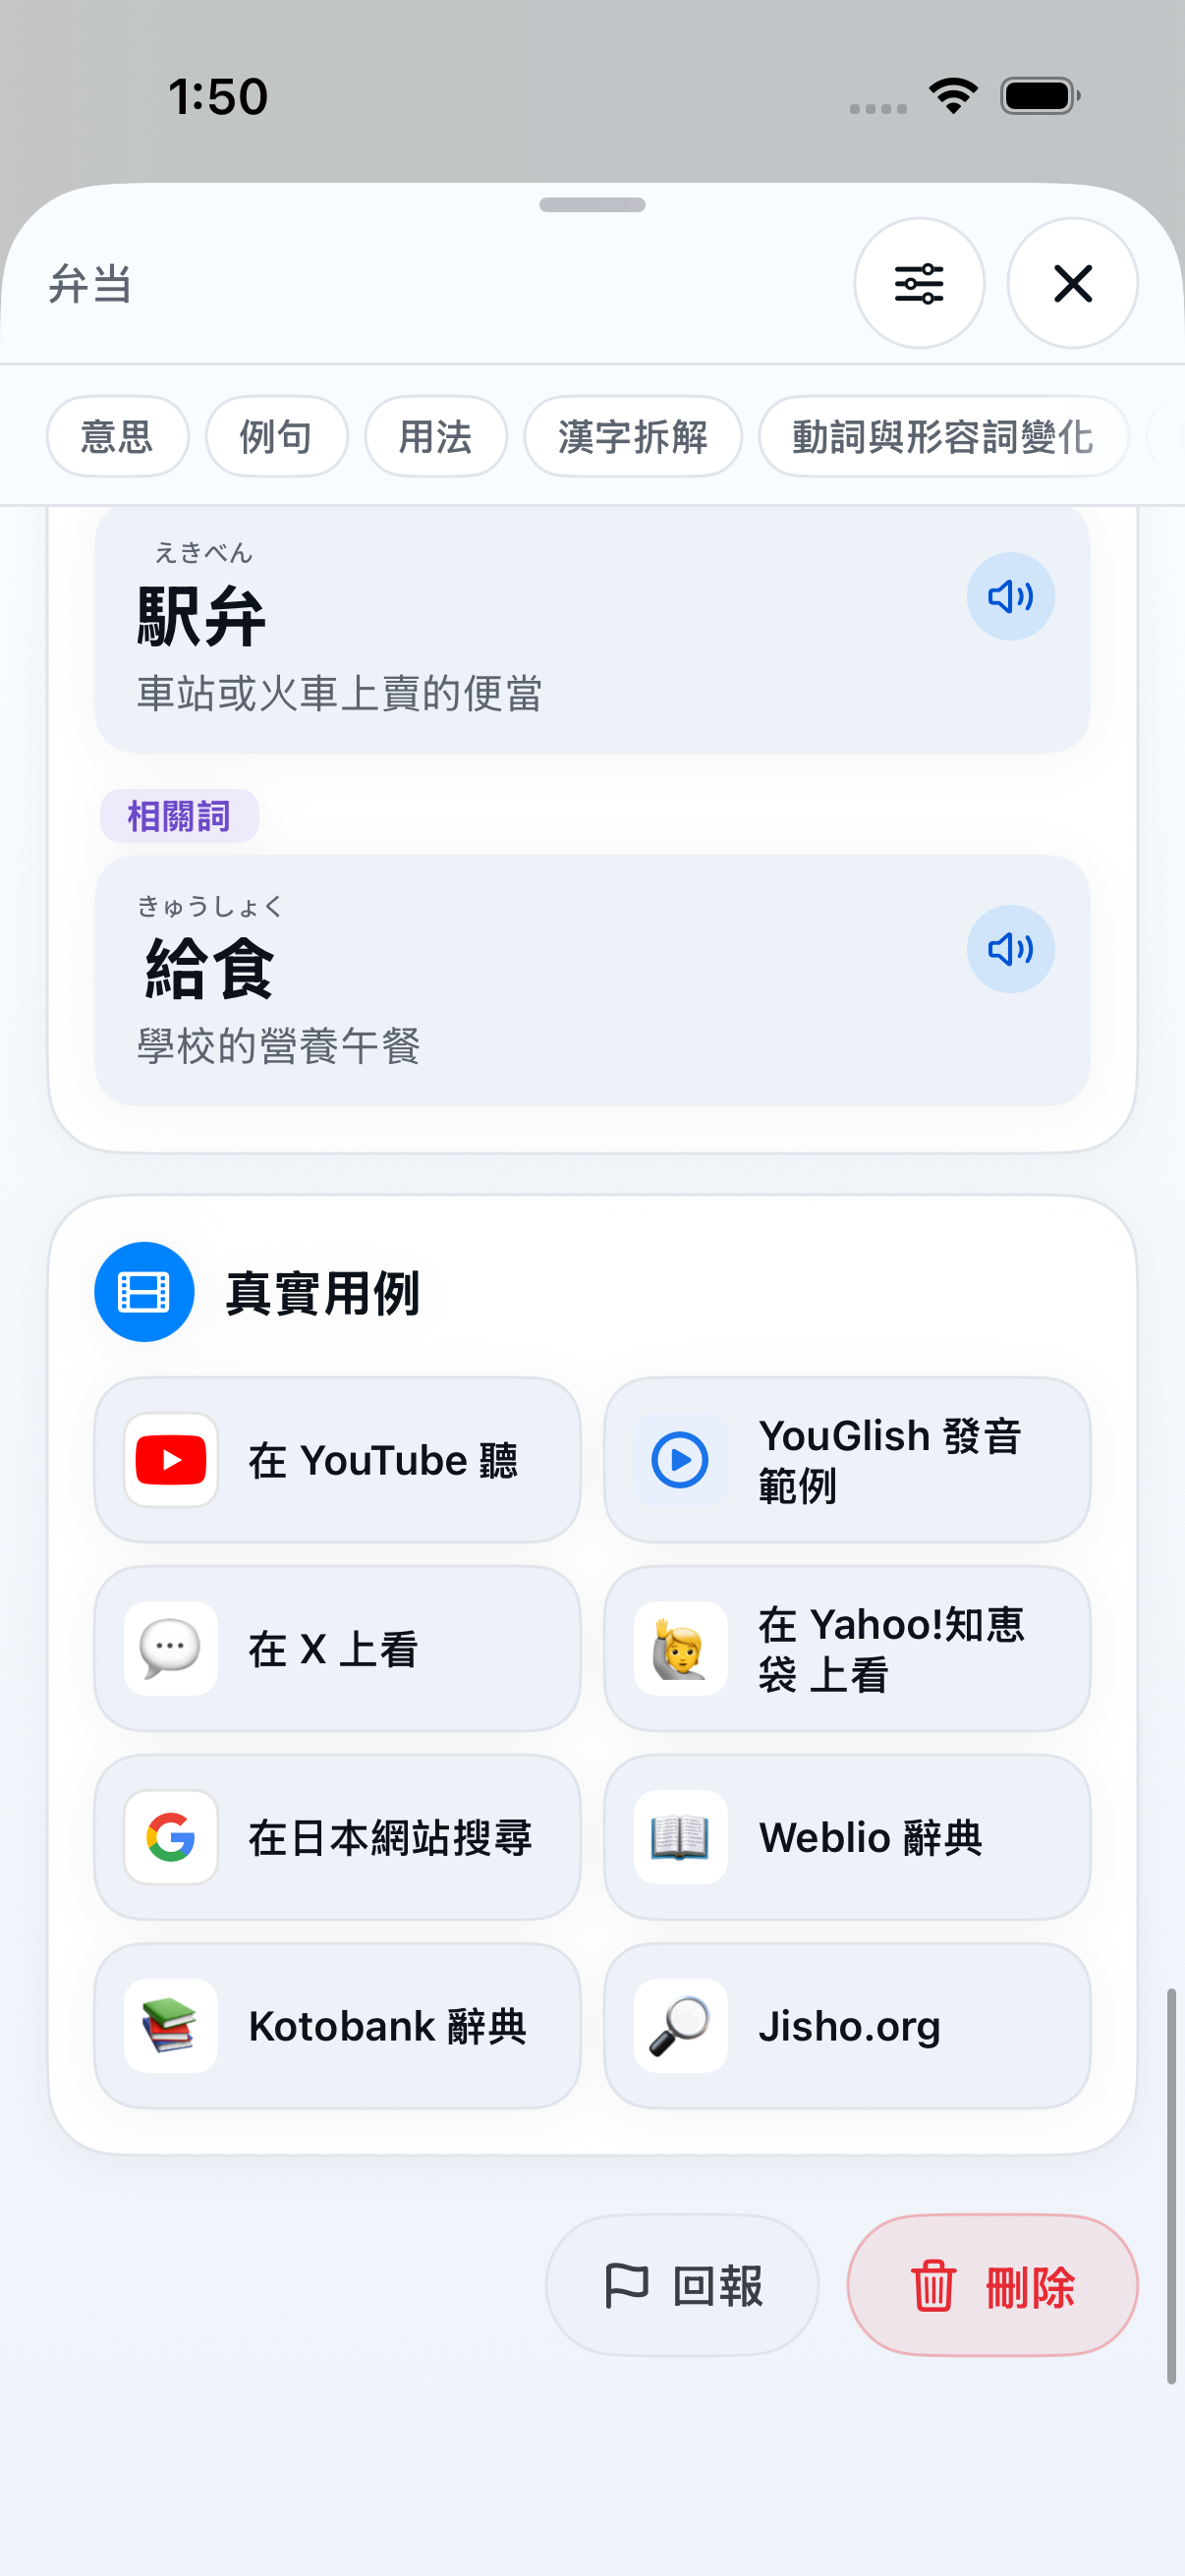 1:50
弁当
意思
例句
用法
漢字拆解
動詞與形容詞變化
えきべん
駅弁
車站或火車上賣的便當
相關詞
きゅうしょく
給食
學校的營養午餐
真實用例
在 YouTube 聽
YouGlish 發音
範例
在 X 上看
在 Yahoo!知恵
袋 上看
在日本網站搜尋
Weblio 辭典
Kotobank 辭典
Jisho.org
回報
刪除